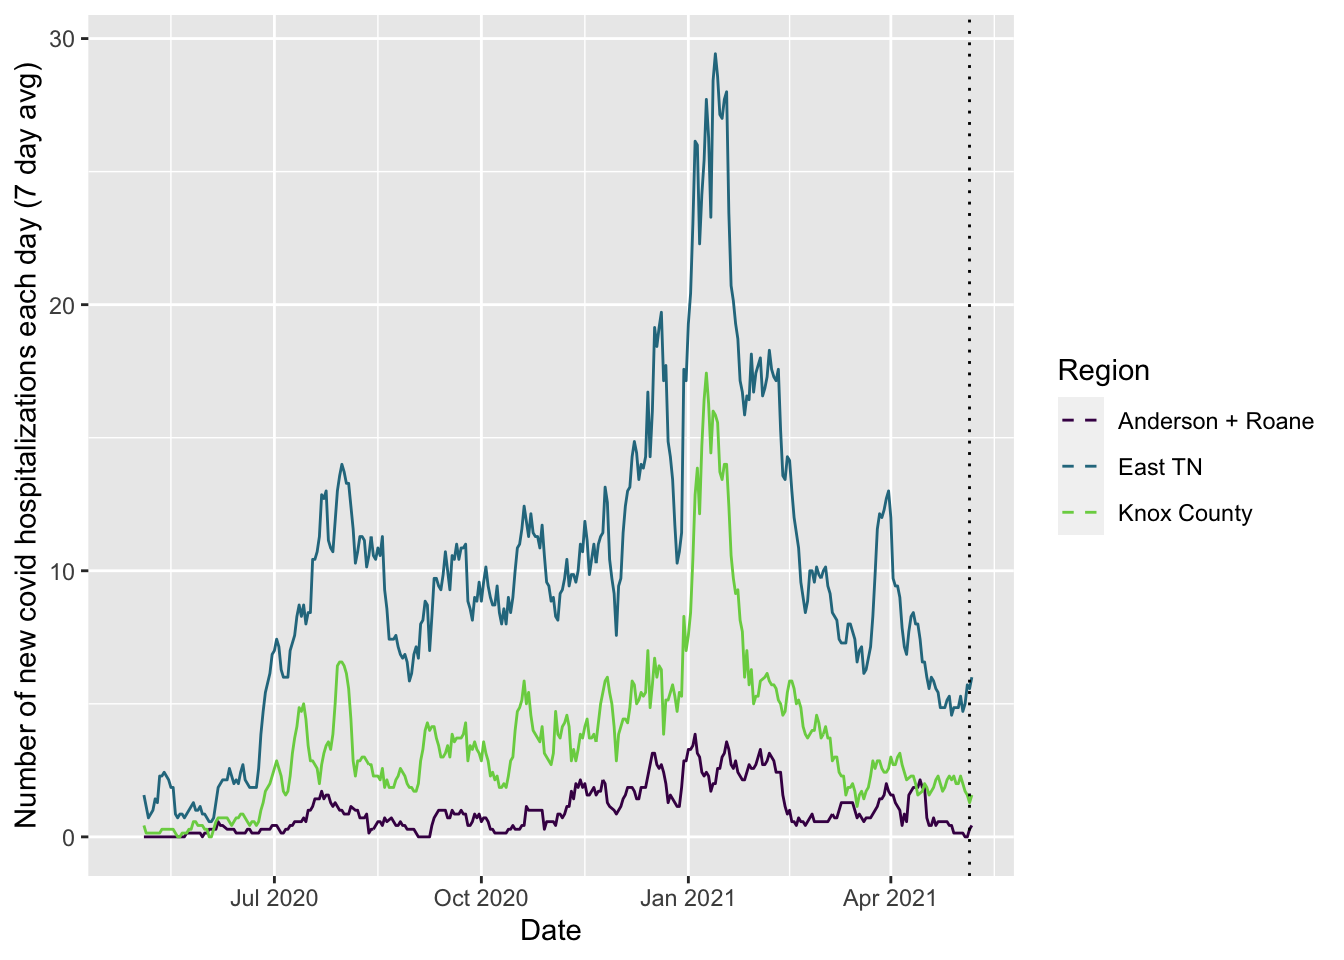 Number of new covid hospitalizations each day (7 day avg)
30
20
10
0
Jul 2020
Oct 2020
Jan 2021
Apr 2021
Date
Region
Anderson + Roane
East TN
Knox County